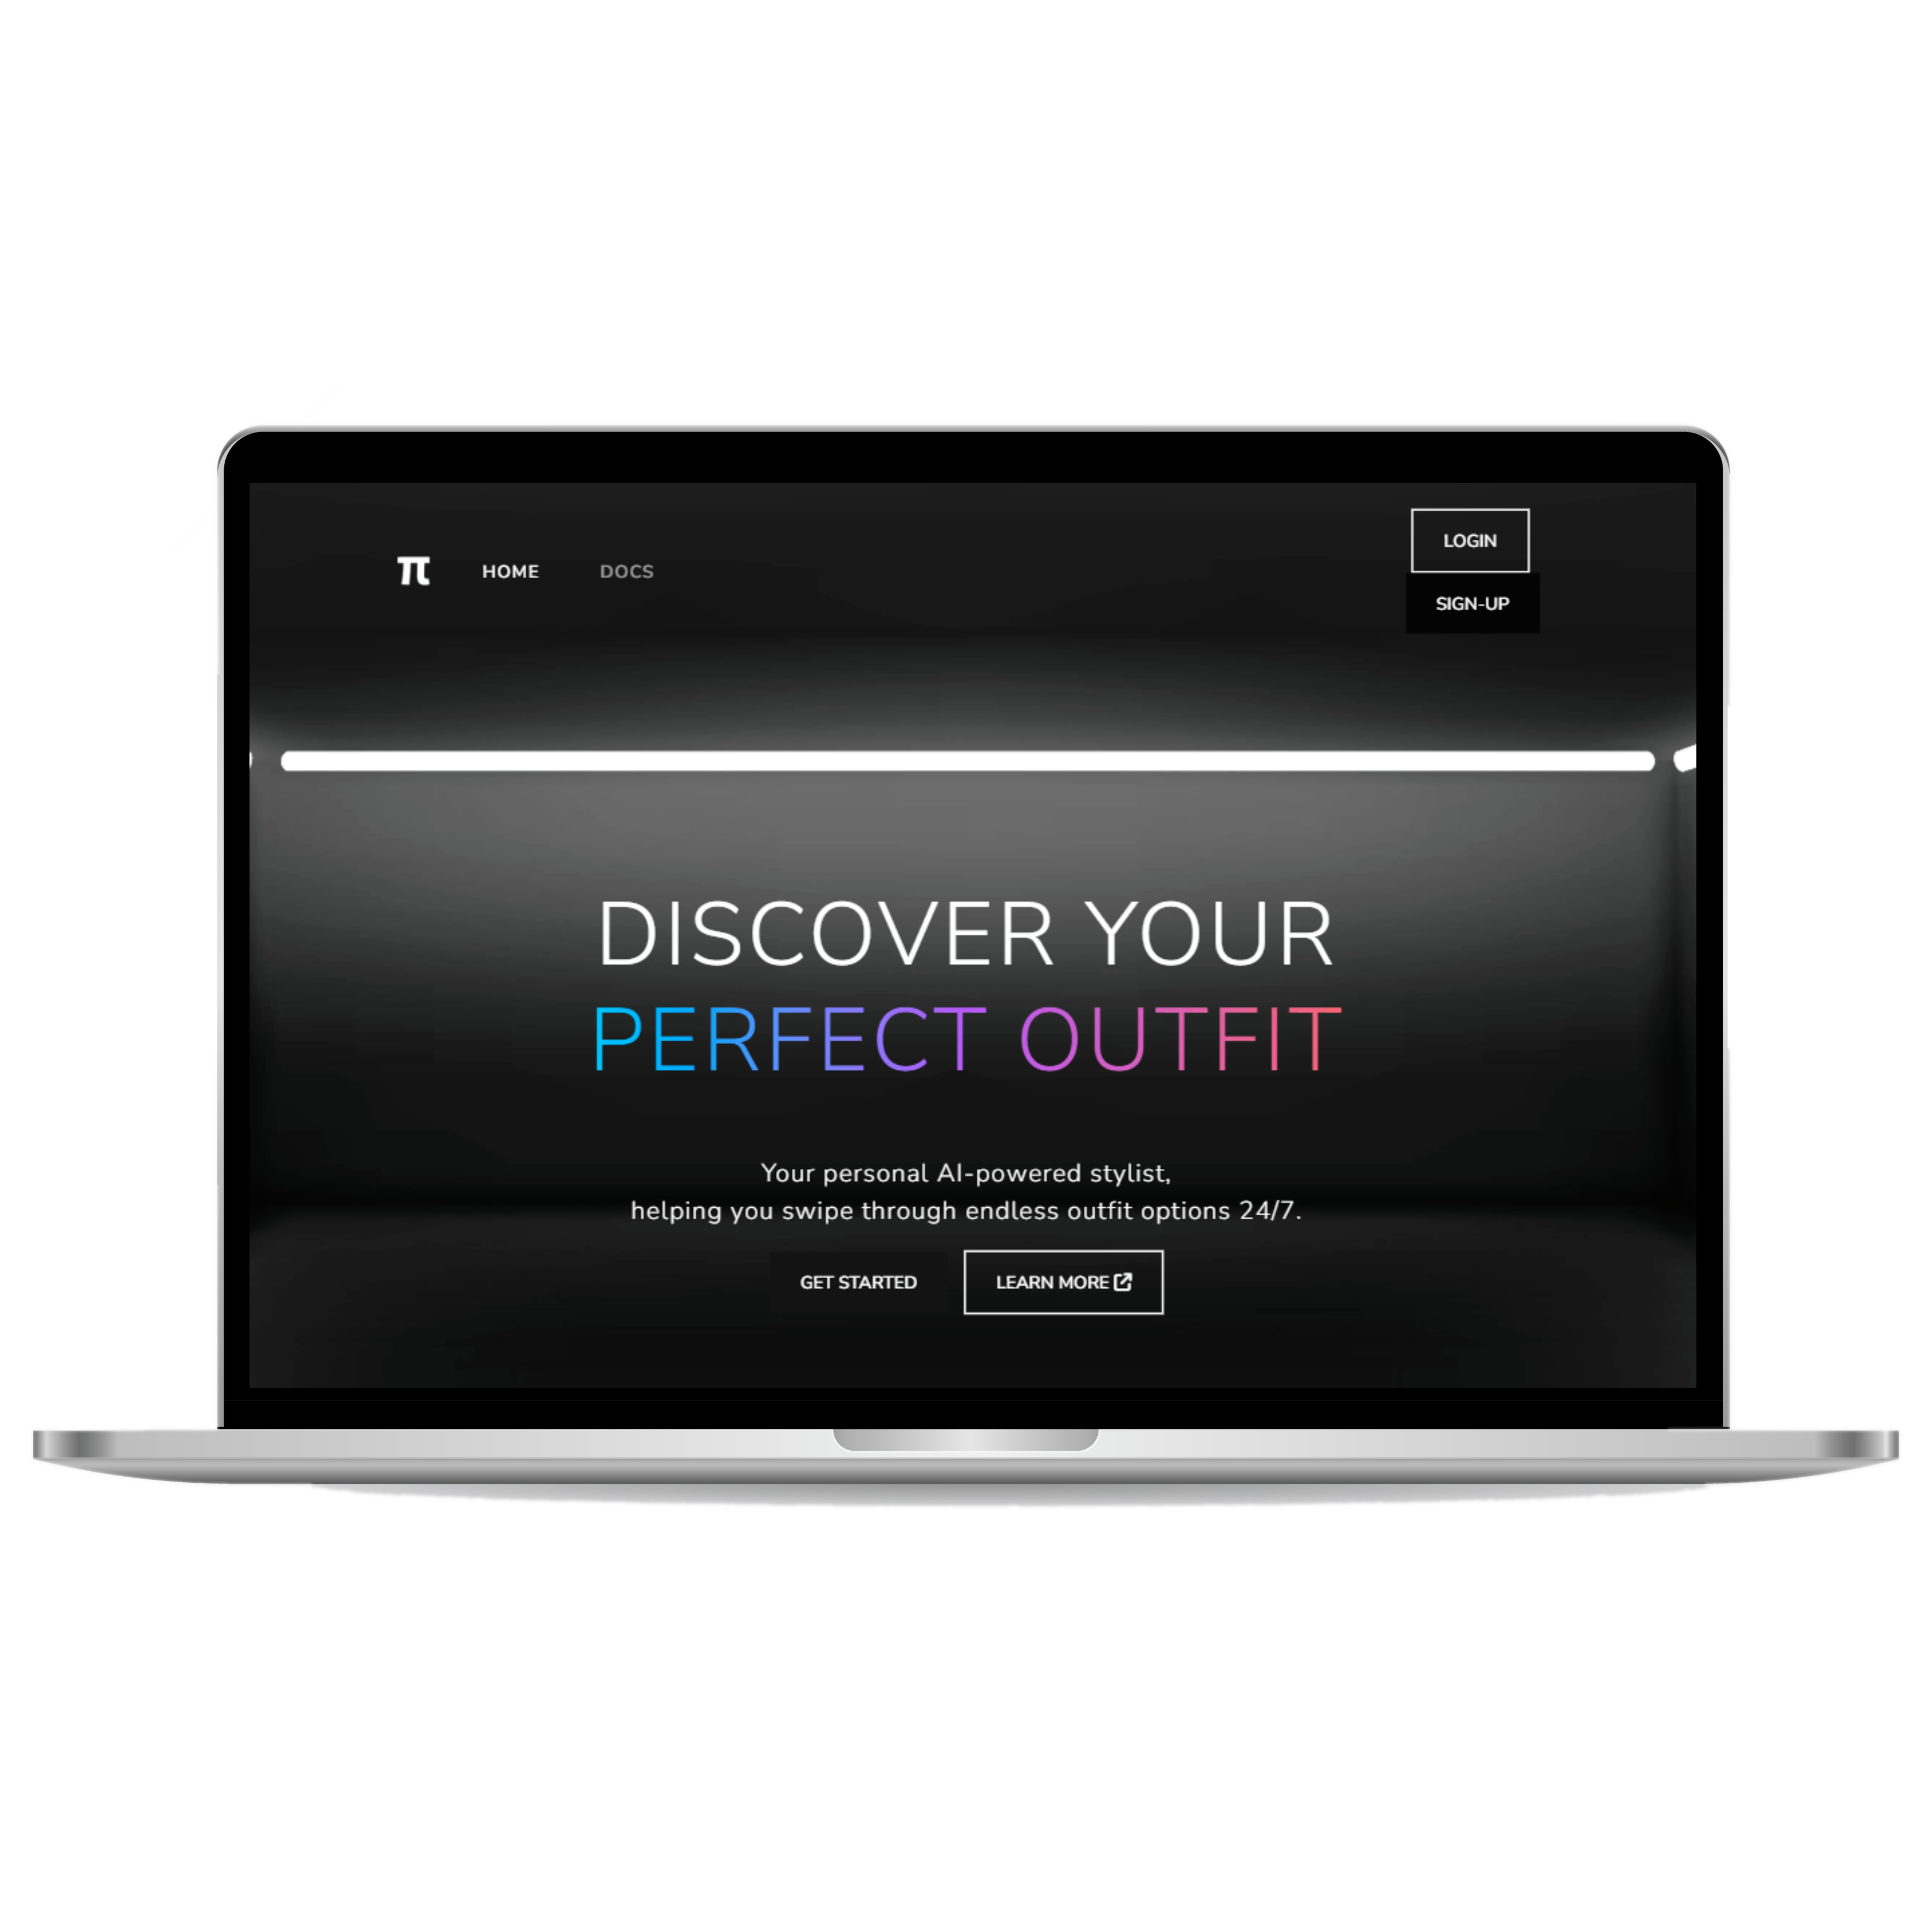 π HOME DOCS
LOGIN
SIGN-UP
DISCOVER YOUR
PERFECT OUTFIT
Your personal AI-powered stylist,
helping you swipe through endless outfit options 24/7.
GET STARTED LEARN MORE